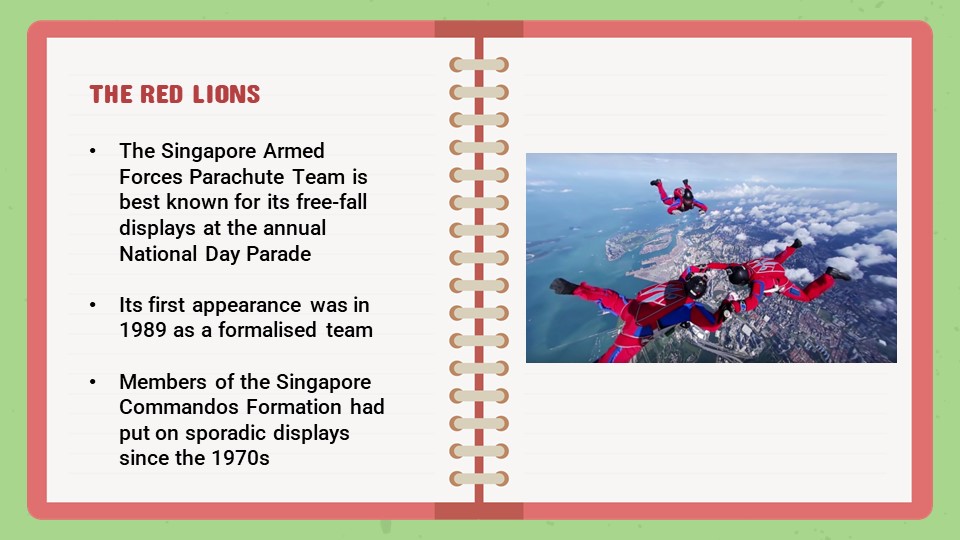 THE RED LIONS
• The Singapore Armed
Forces Parachute Team is
best known for its free-fall
displays at the annual
National Day Parade
• Its first appearance was in
1989 as a formalised team
• Members of the Singapore
Commandos Formation had
put on sporadic displays
since the 1970s